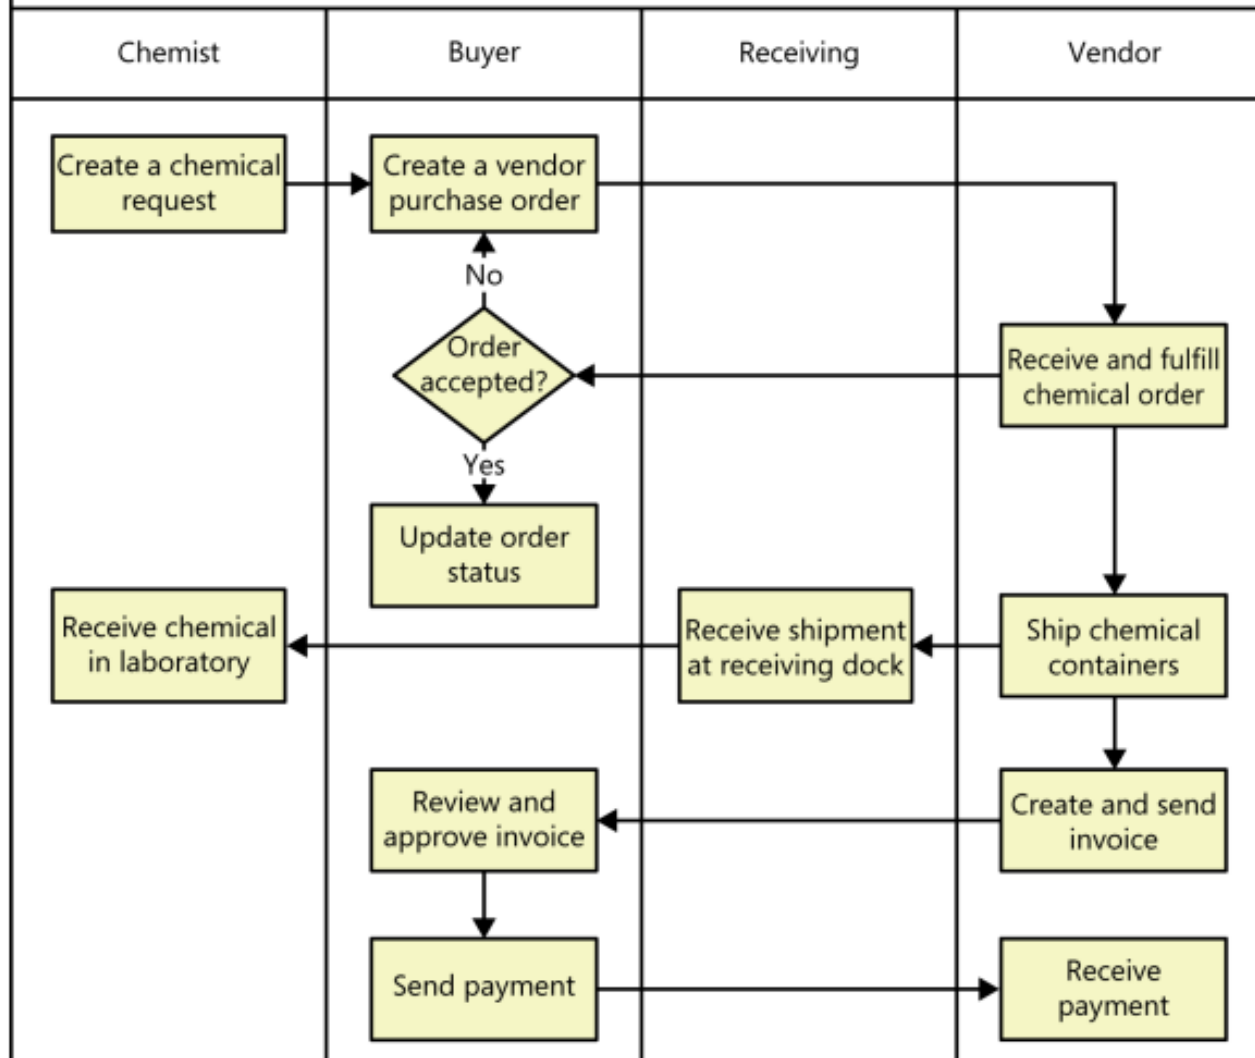 Chemist
Buyer
Receiving
Vendor
Create a chemical
request
Create a vendor
purchase order
No
Order
accepted?
Receive and fulfill
chemical order
Yes
Update order
status
Receive chemical
in laboratory
Receive shipment
at receiving dock
Ship chemical
containers
Review and
approve invoice
Create and send
invoice
Send payment
Receive
payment